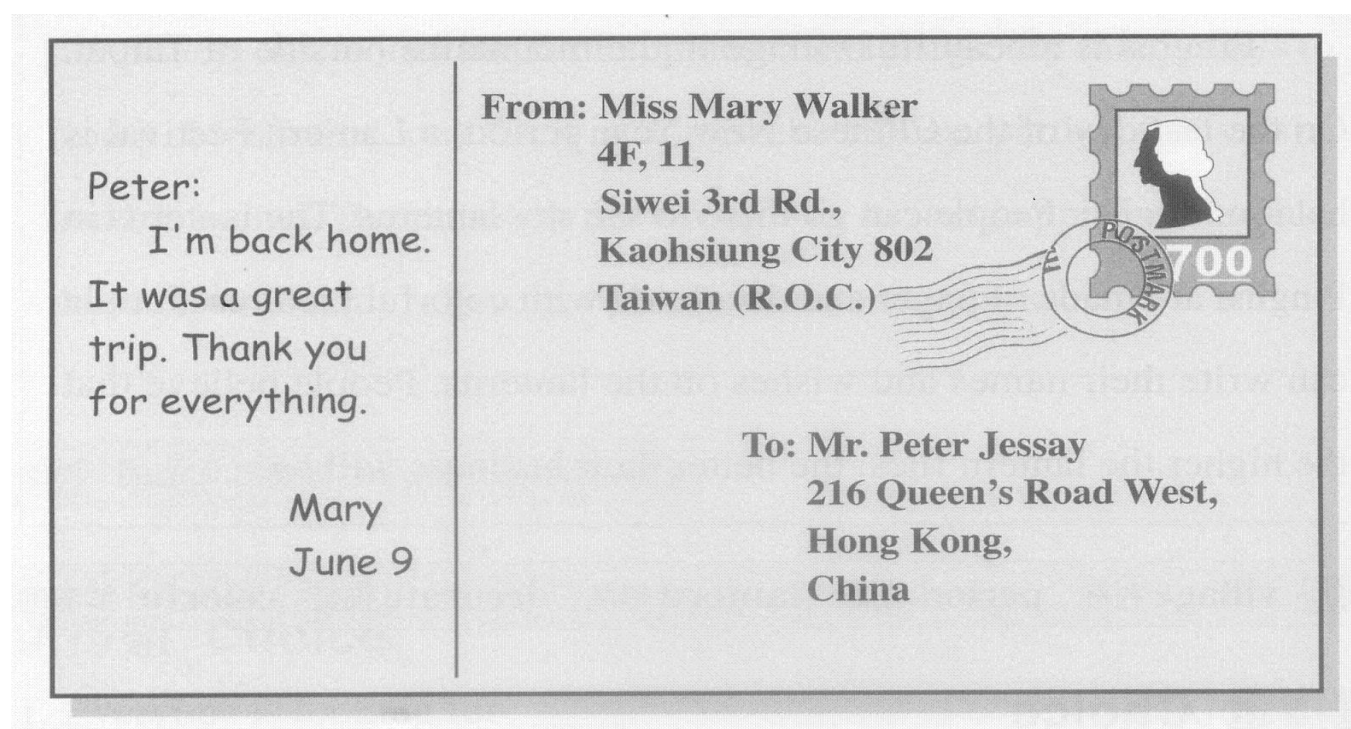 Peter:
I'm back home.
It was a great
trip. Thank you
for everything.
Mary
June 9
From: Miss Mary Walker
4F, 11,
Siwei 3rd Rd.,
Kaohsiung City 802
Taiwan (R.O.C.)
700
POSTMARK
To: Mr. Peter Jessay
216 Queen's Road West,
Hong Kong,
China